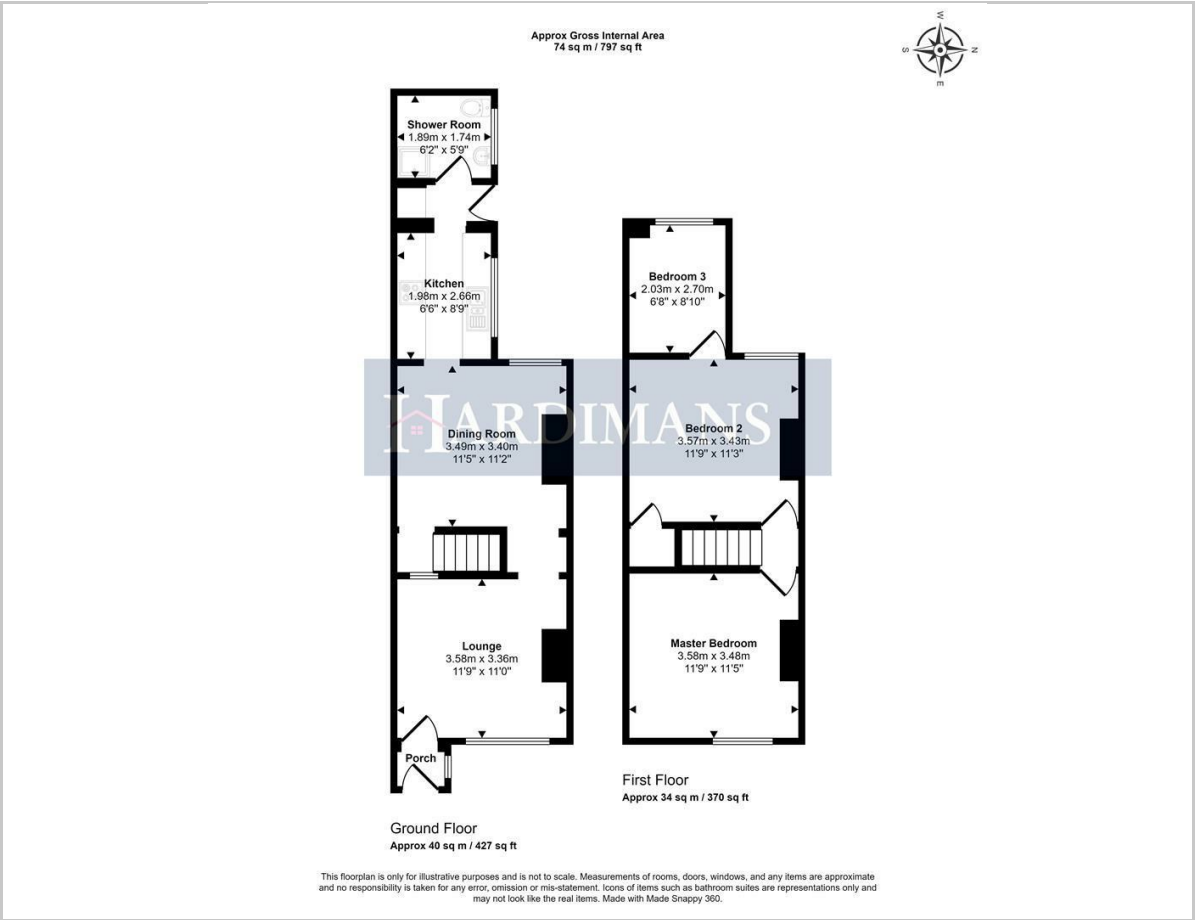 Approx Gross Internal Area
74 sq m / 797 sq ft
W
S
N
E
Shower Room
1.89m x 1.74m
6'2" x 5'9"
Kitchen
1.98m x 2.66m
6'6" x 8'9"
Bedroom 3
2.03m x 2.70m
6'8" x 8'10"
HARDIMANS
Dining Room
3.49m x 3.40m
11'5" x 11'2"
Bedroom 2
3.57m x 3.43m
11'9" x 11'3"
Lounge
3.58m x 3.36m
11'9" x 11'0"
Master Bedroom
3.58m x 3.48m
11'9" x 11'5"
Porch
First Floor
Approx 34 sq m / 370 sq ft
Ground Floor
Approx 40 sq m / 427 sq ft
This floorplan is only for illustrative purposes and is not to scale. Measurements of rooms, doors, windows, and any items are approximate
and no responsibility is taken for any error, omission or mis-statement. Icons of items such as bathroom suites are representations only and
may not look like the real items. Made with Made Snappy 360.